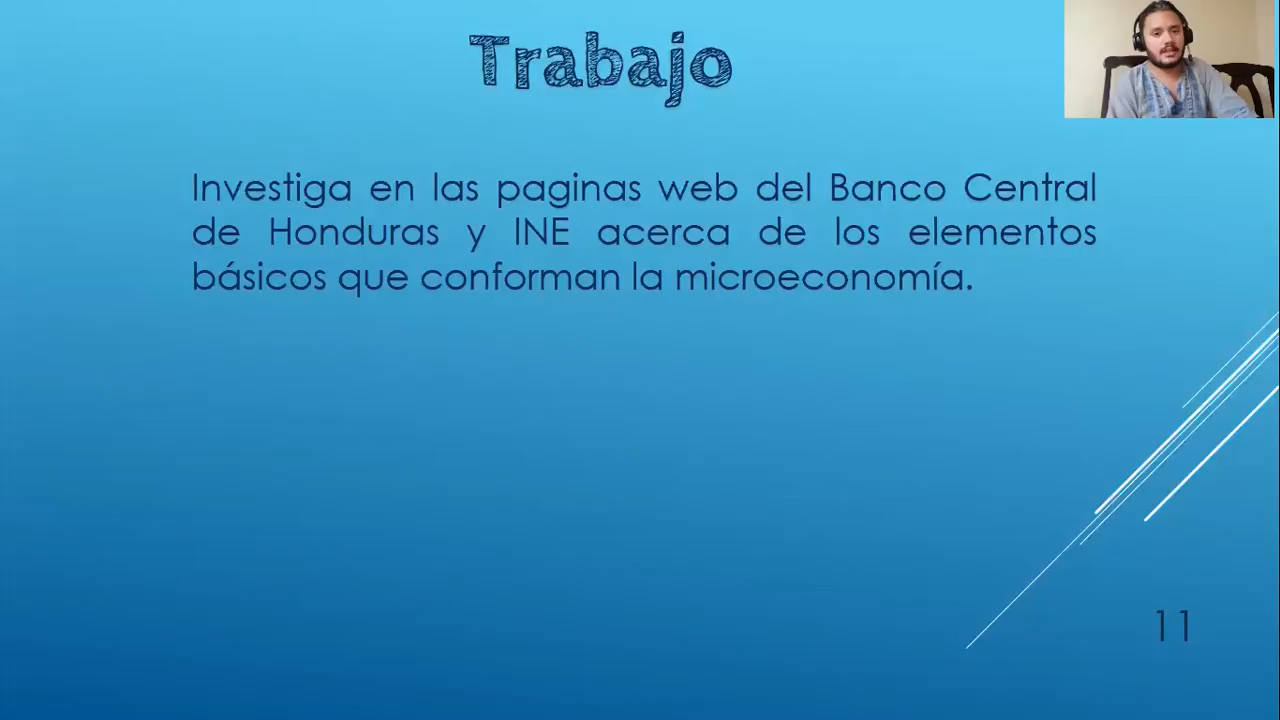 Trabajo
Investiga en las paginas web del Banco Central
de Honduras y INE acerca de los elementos
básicos que conforman la microeconomía.
11